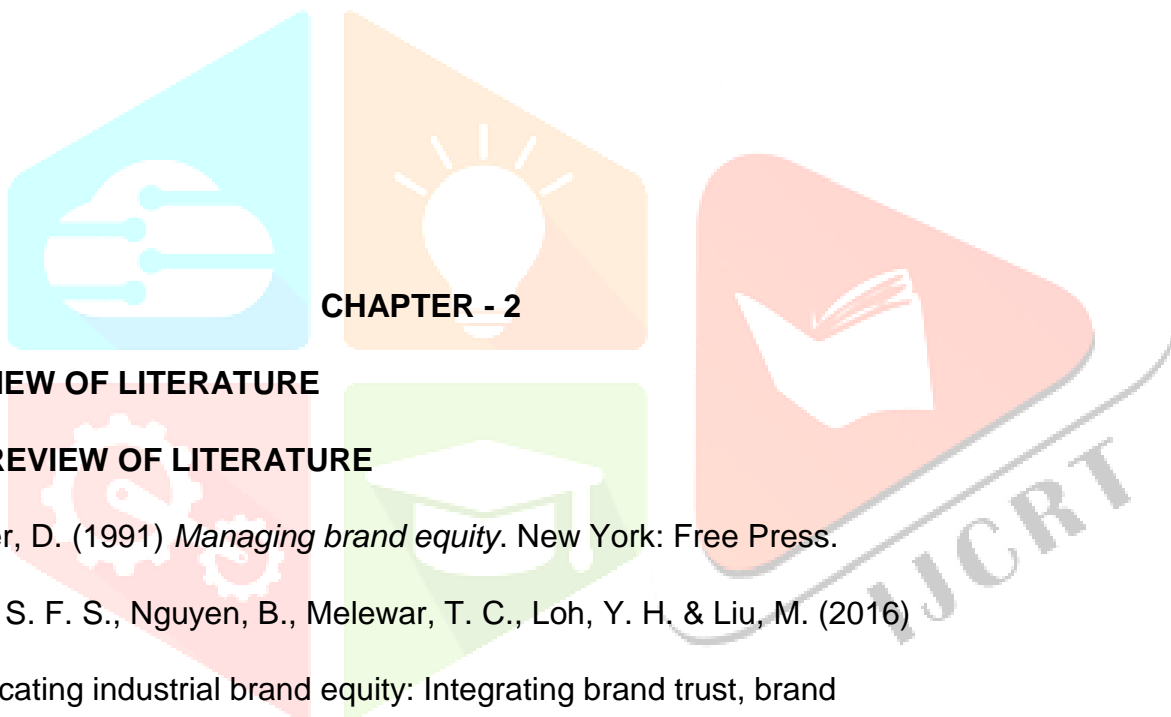 CHAPTER - 2
IEW OF LITERATURE
REVIEW OF LITERATURE
er, D. (1991) Managing brand equity. New York: Free Press.
S. F. S., Nguyen, B., Melewar, T. C., Loh, Y. H. & Liu, M. (2016)
cating industrial brand equity: Integrating brand trust, brand
IJCRT